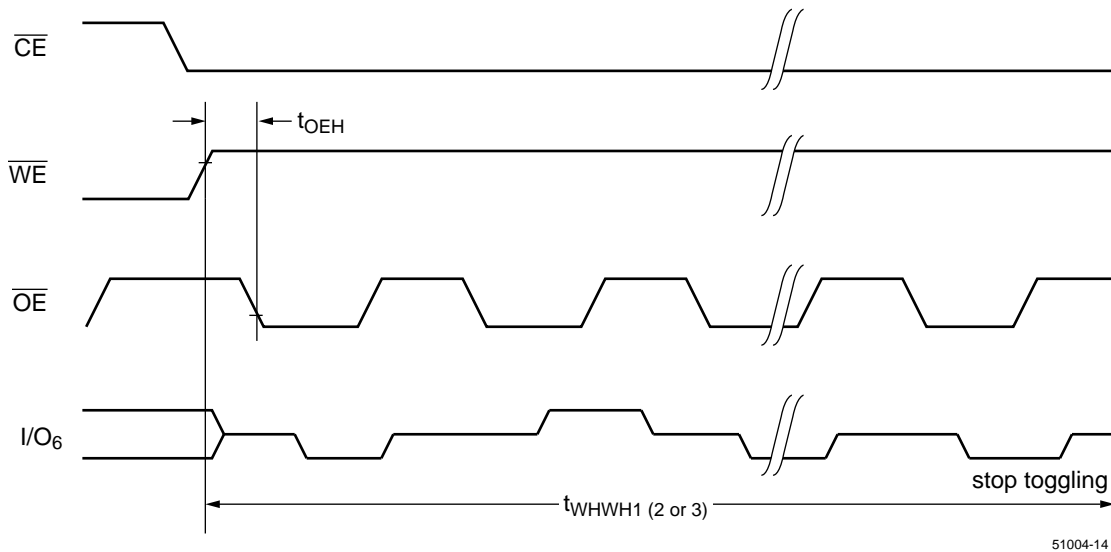 CE
tOEH
WE
OE
I/O6
stop toggling
tWHWH1 (2 or 3)
51004-14